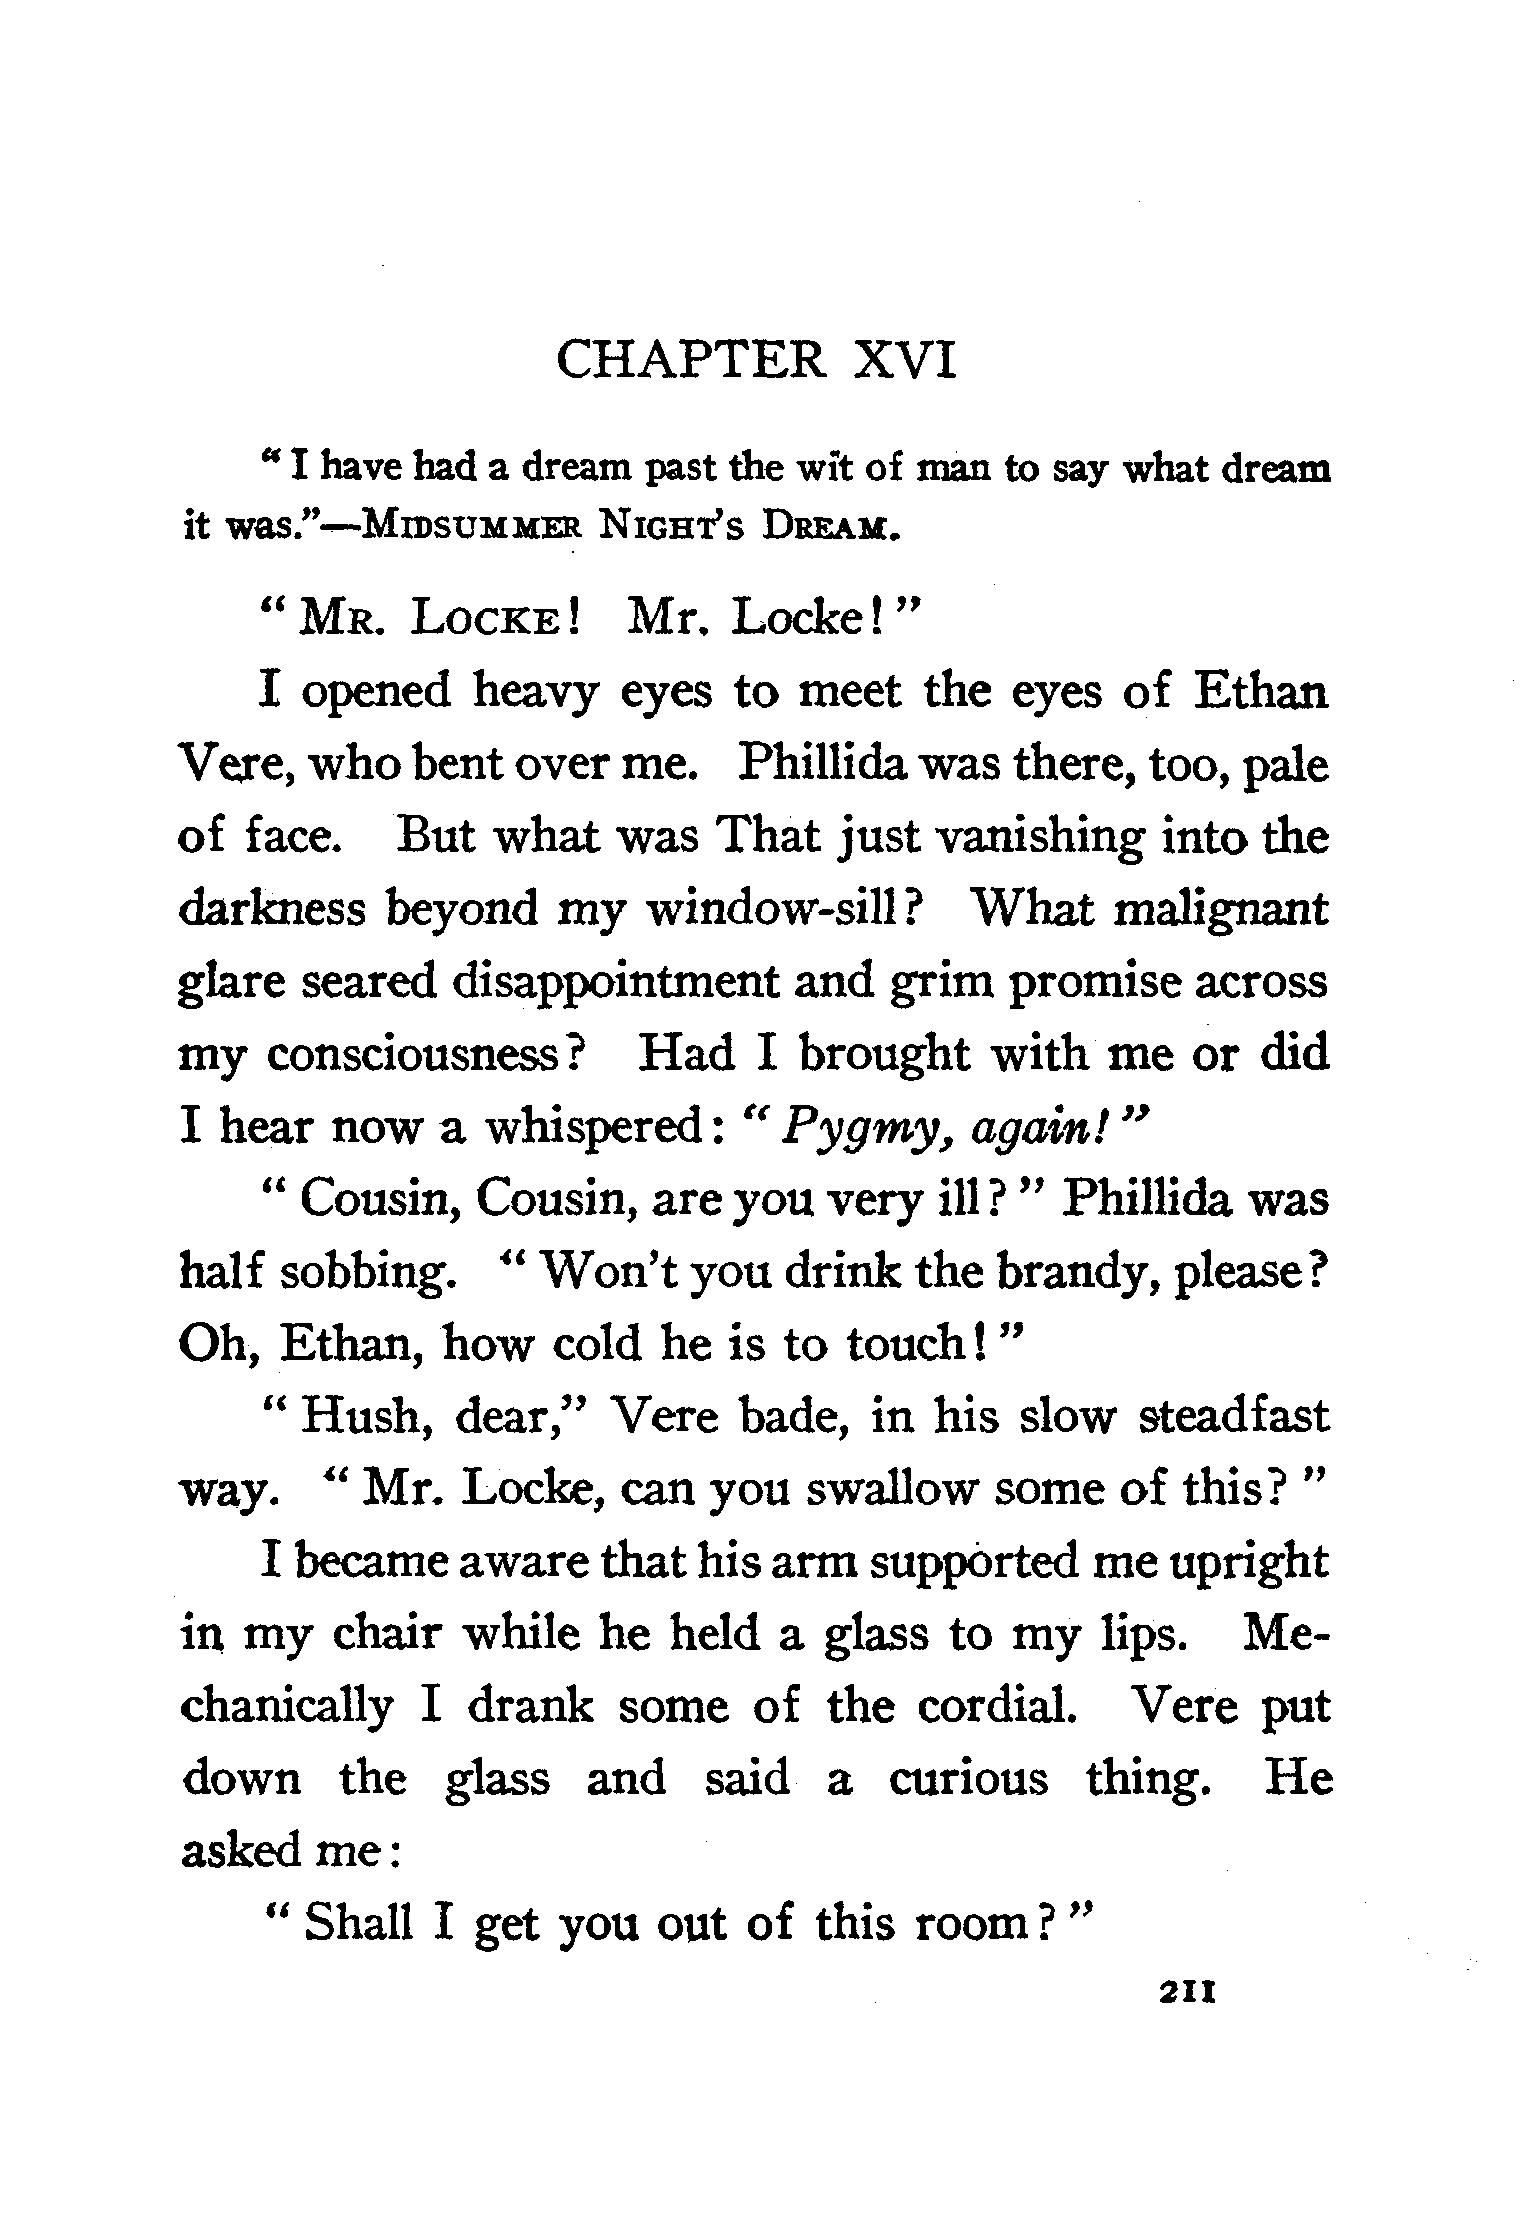 CHAPTER XVI
“I have had a dream past the wit of man to say what dream
it was.”—MIDSUMMER NIGHT'S DREAM.
“MR. LOCKE! Mr. Locke!”
I opened heavy eyes to meet the eyes of Ethan
Vere, who bent over me. Phillida was there, too, pale
of face. But what was That just vanishing into the
darkness beyond my window-sill? What malignant
glare seared disappointment and grim promise across
my consciousness? Had I brought with me or did
I hear now a whispered: “Pygmy, again!”
“Cousin, Cousin, are you very ill?” Phillida was
half sobbing. “Won't you drink the brandy, please?
Oh, Ethan, how cold he is to touch!”
“Hush, dear,” Vere bade, in his slow steadfast
way. “Mr. Locke, can you swallow some of this?”
I became aware that his arm supported me upright
in my chair while he held a glass to my lips. Me-
chanically I drank some of the cordial. Vere put
down the glass and said a curious thing. He
asked me:
“Shall I get you out of this room?”
211